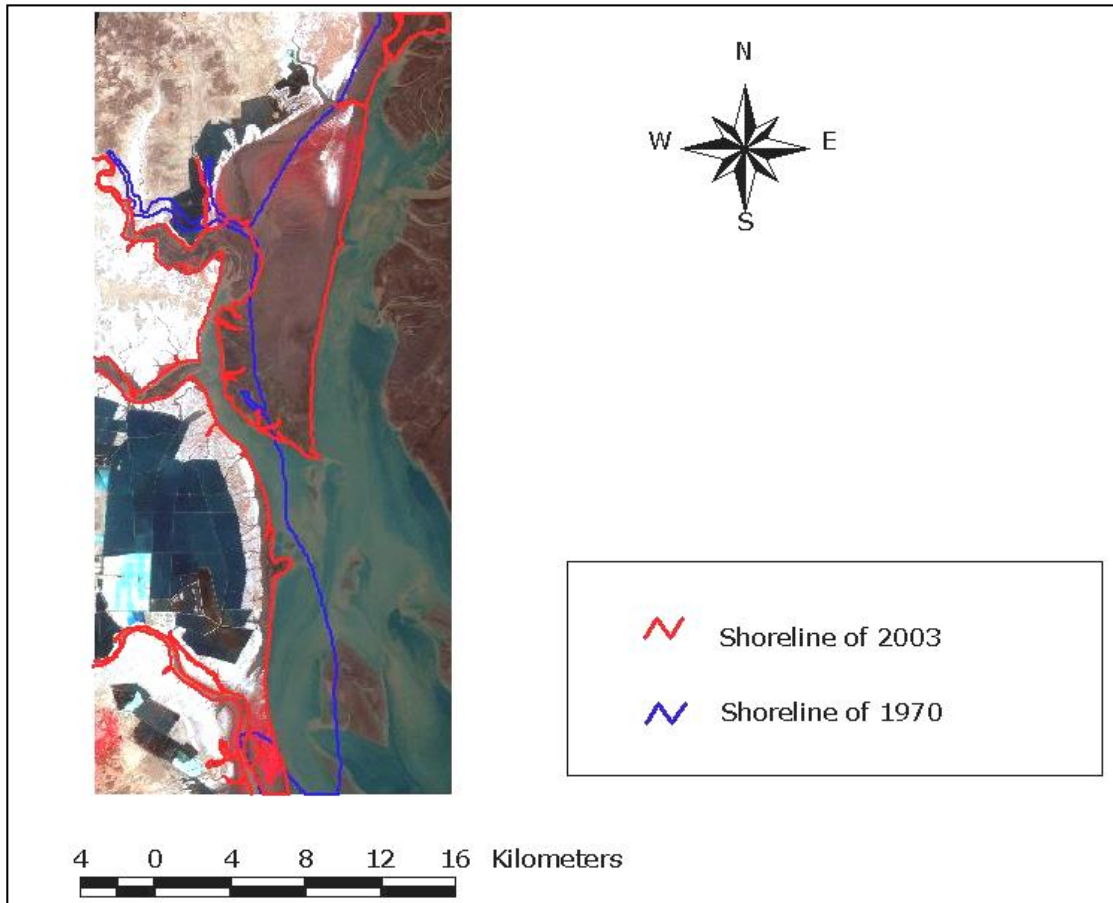 N
W E
S
Shoreline of 2003
Shoreline of 1970
4 0 4 8 12 16 Kilometers